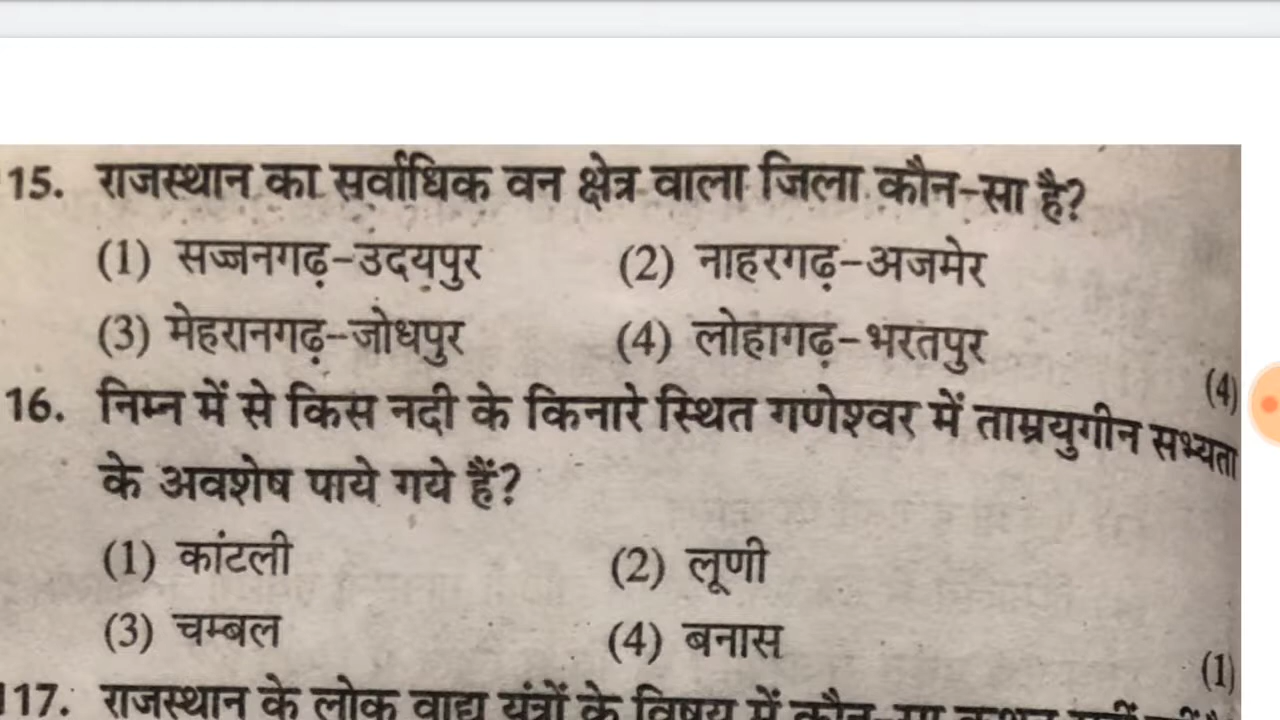 15. राजस्थान का सर्वाधिक वन क्षेत्र वाला जिला कौन-सा है?
(1) सज्जनगढ़-उदयपुर (2) नाहरगढ़-अजमेर
(3) मेहरानगढ़-जोधपुर (4) लोहागढ़-भरतपुर
(4)
16. निम्न में से किस नदी के किनारे स्थित गणेश्वर में ताम्रयुगीन सभ्यता
के अवशेष पाये गये हैं?
(1) कांटली (2) लूणी
(3) चम्बल (4) बनास
(1)
117. राजस्थान के लोक वाद्य यंत्रों के विषय में कौन-सा कथन